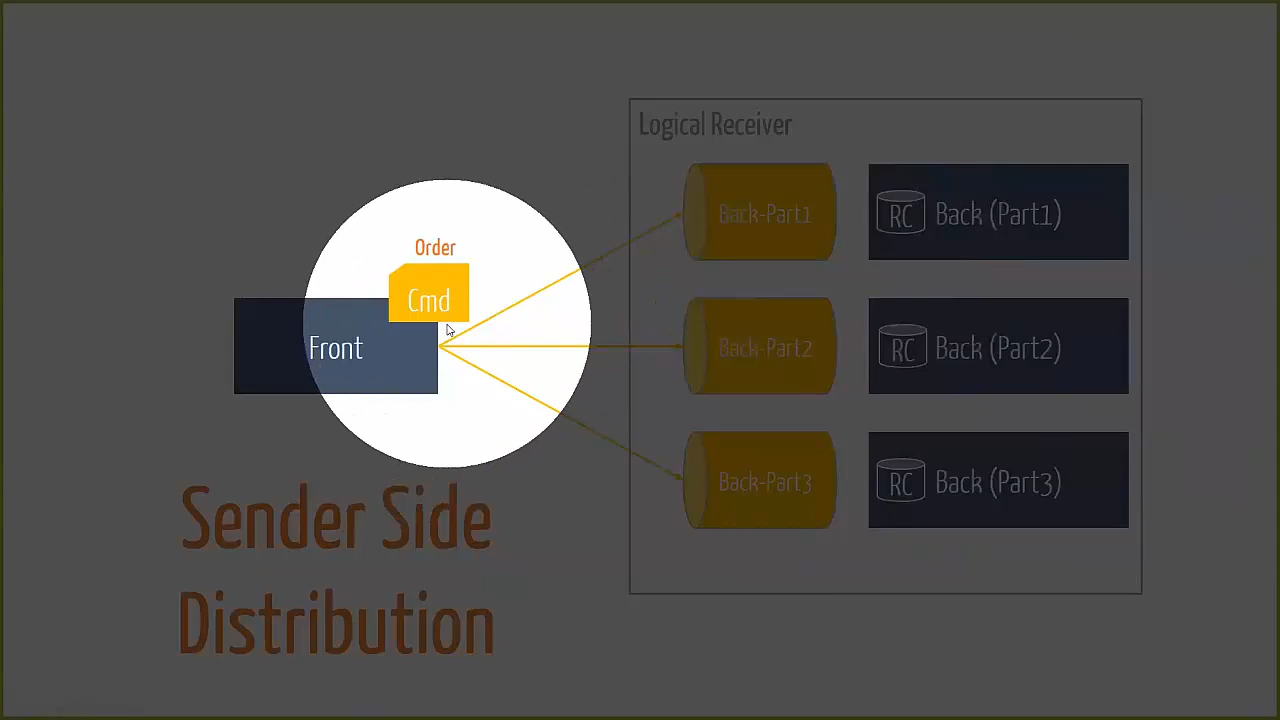 Logical Receiver
Order
Cmd
Front
Back-Part1
RC Back (Part1)
Back-Part2
RC Back (Part2)
Back-Part3
RC Back (Part3)
Sender Side
Distribution